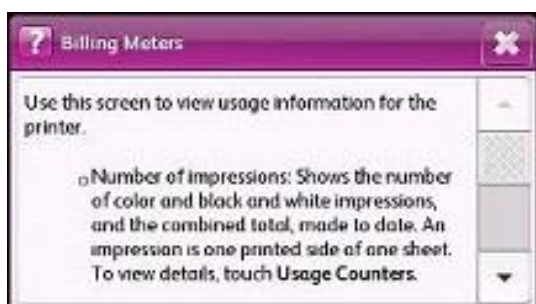 ? Billing Meters
Use this screen to view usage information for the
printer.
Number of impressions: Shows the number
of color and black and white impressions,
and the combined total, made to date. An
impression is one printed side of one sheet.
To view details, touch Usage Counters.